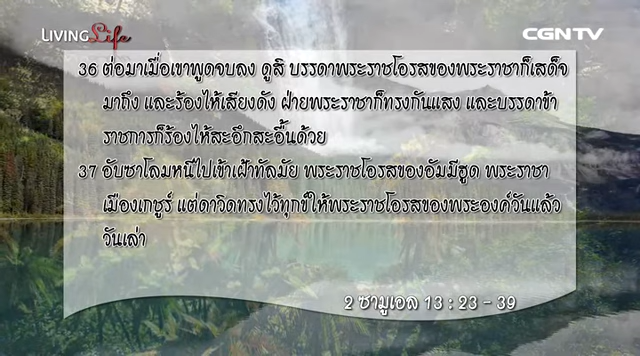 LIVING Life
CGNTV
36 ต่อมาเมื่อเขาพูดจบลง ดูสิ บรรดาพระราชโอรสของพระราชาก็เสด็จ
มาถึง และร้องไห้เสียงดัง ฝ่ายพระราชาก็ทรงกันแสง และบรรดาข้า
ราชการก็ร้องไห้สะอึกสะอื้นด้วย
37 อับซาโลมหนีไปเข้าเฝ้าทัลมัย พระราชโอรสของอัมมีฮูด พระราชา
เมืองเกชูร์ แต่ดาวิดทรงไว้ทุกข์ให้พระราชโอรสของพระองค์วันแล้ว
วันเล่า
2 ซามูเอล 13 : 23 - 39